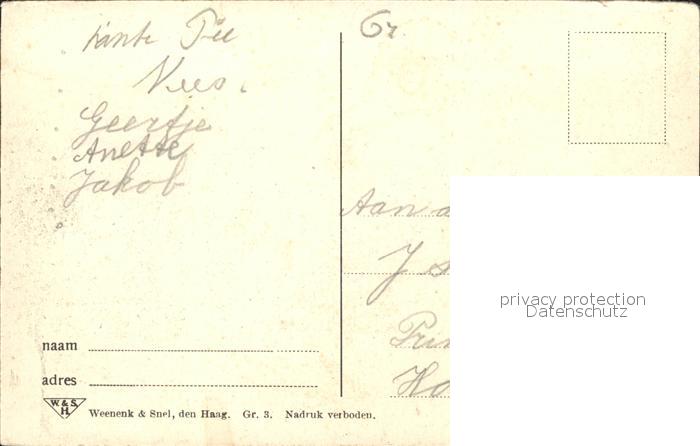 tante Pie
Nees.
Geertje
Anette
Jakob
Gr
Aan
J
naam
adres
W. & S.
H.
Weenenk & Snel, den Haag. Gr. 3. Nadruk verboden.
privacy protection
Datenschutz